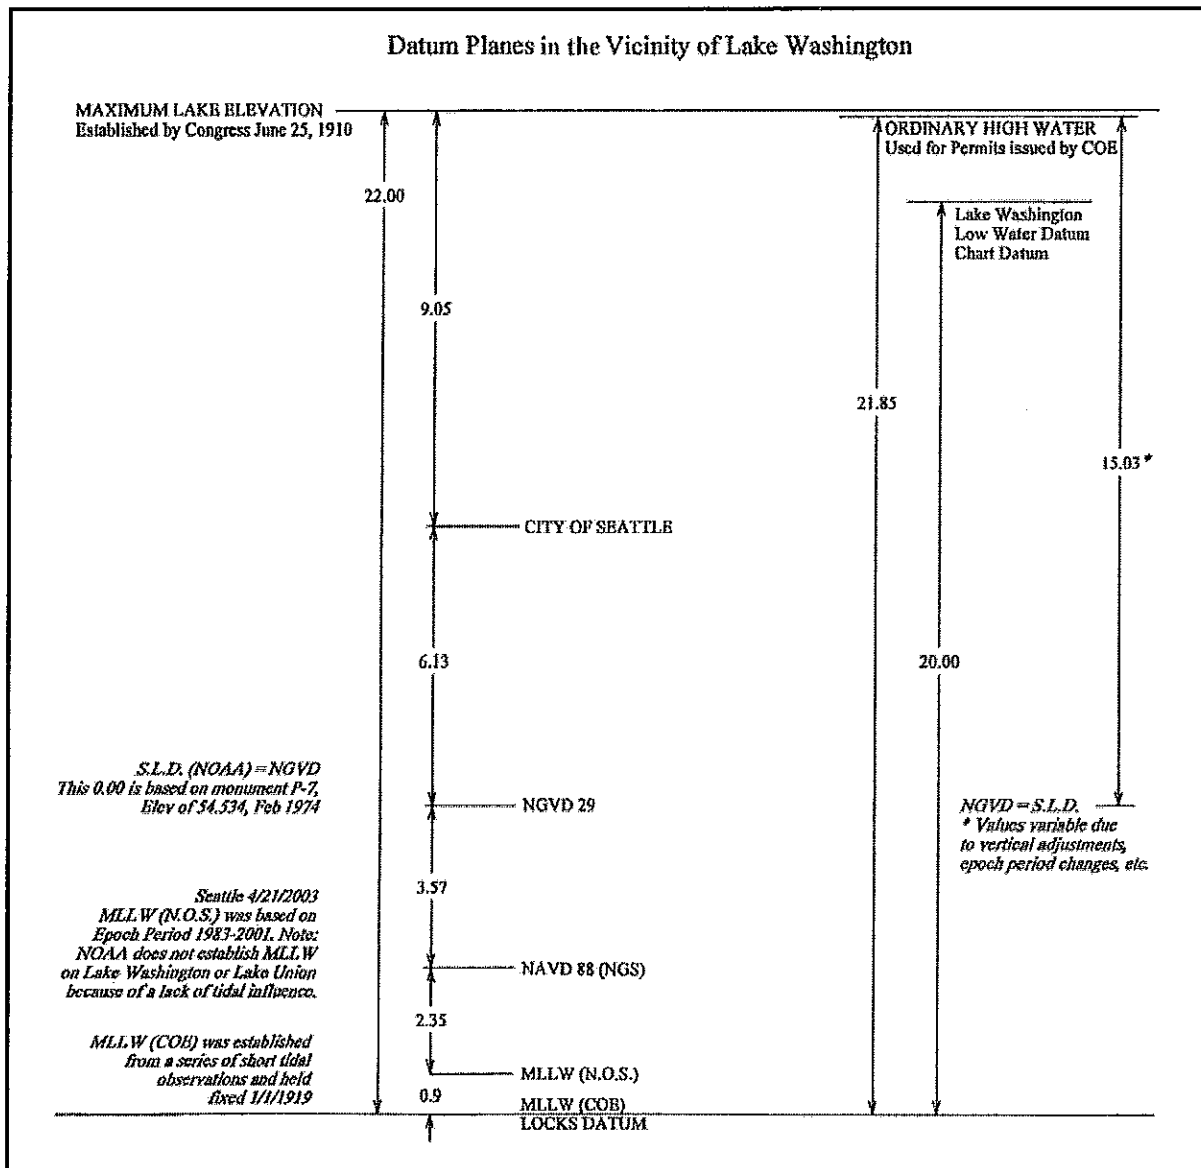 Datum Planes in the Vicinity of Lake Washington
MAXIMUM LAKE ELEVATION
Established by Congress June 25, 1910
ORDINARY HIGH WATER
Used for Permits issued by COE
22.00
Lake Washington
Low Water Datum
Chart Datum
9.05
21.85
15.03 *
CITY OF SEATTLE
6.13
20.00
S.L.D. (NOAA) = NGVD
This 0.00 is based on monument P-7,
Elev of 54.534, Feb 1974
NGVD 29
NGVD = S.L.D.
* Values variable due
to vertical adjustments,
epoch period changes, etc.
3.57
Seattle 4/21/2003
MLLW (N.O.S.) was based on
Epoch Period 1983-2001. Note:
NOAA does not establish MLLW
on Lake Washington or Lake Union
because of a lack of tidal influence.
NAVD 88 (NGS)
2.35
MLLW (COE) was established
from a series of short tidal
observations and held
fixed 1/1/1919
MLLW (N.O.S.)
0.9
MLLW (COE)
LOCKS DATUM